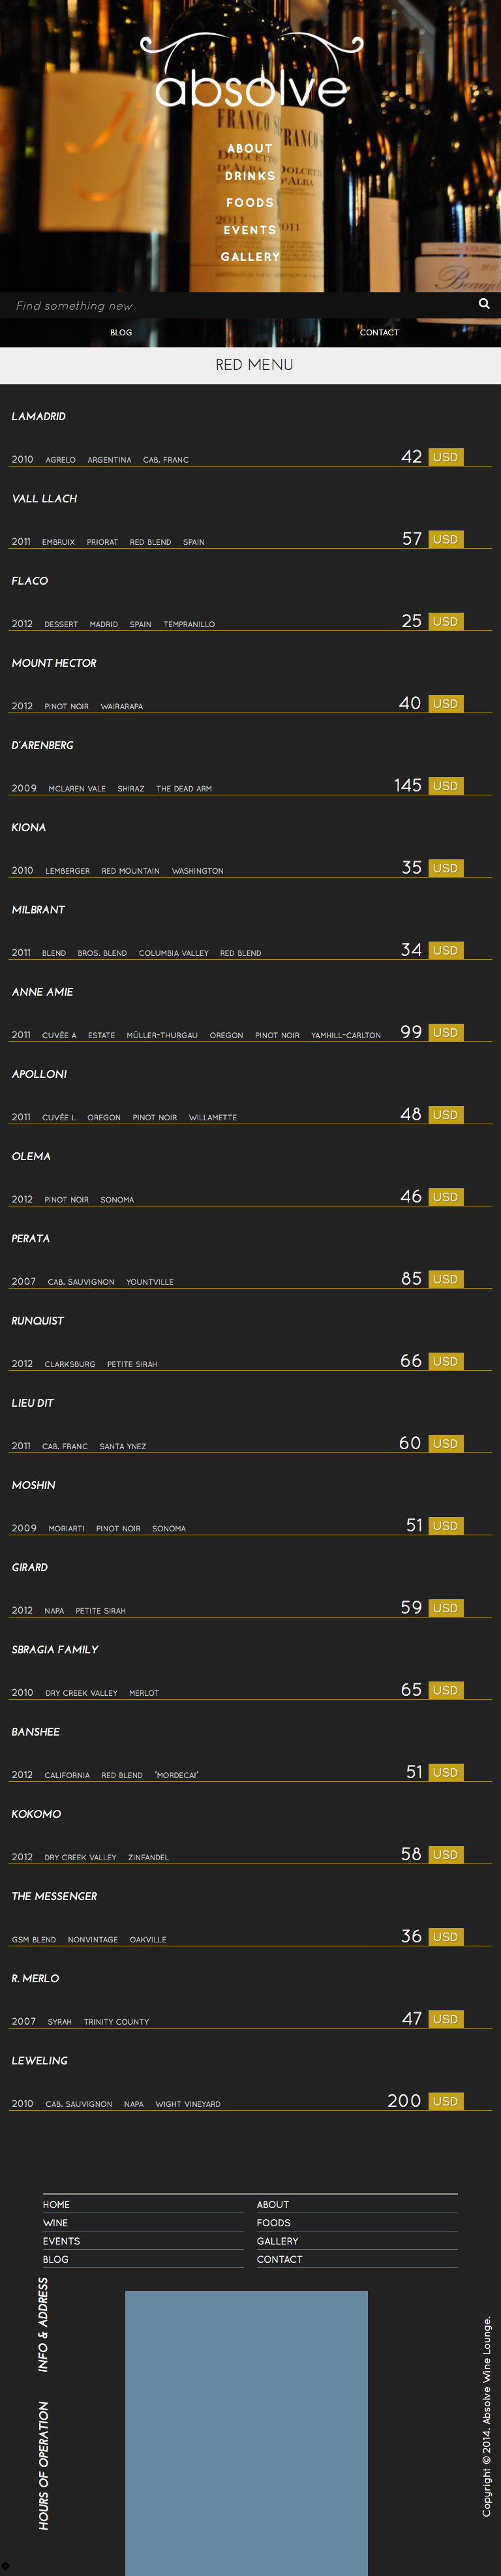 absolve
FRANCO
DOLCETTO
D'ALBA
2011
ABOUT
DRINKS
FOODS
EVENTS
GALLERY
Find something new
BLOG CONTACT
RED MENU
LAMADRID
2010 AGRELO ARGENTINA CAB. FRANC 42 USD
VALL LLACH
2011 EMBRUIX PRIORAT RED BLEND SPAIN 57 USD
FLACO
2012 DESSERT MADRID SPAIN TEMPRANILLO 25 USD
MOUNT HECTOR
2012 PINOT NOIR WAIRARAPA 40 USD
D'ARENBERG
2009 MCLAREN VALE SHIRAZ THE DEAD ARM 145 USD
KIONA
2010 LEMBERGER RED MOUNTAIN WASHINGTON 35 USD
MILBRANT
2011 BLEND BROS. BLEND COLUMBIA VALLEY RED BLEND 34 USD
ANNE AMIE
2011 CUVÉE A ESTATE MÜLLER-THURGAU OREGON PINOT NOIR YAMHILL-CARLTON 99 USD
APOLLONI
2011 CUVÉE L OREGON PINOT NOIR WILLAMETTE 48 USD
OLEMA
2012 PINOT NOIR SONOMA 46 USD
PERATA
2007 CAB. SAUVIGNON YOUNTVILLE 85 USD
RUNQUIST
2012 CLARKSBURG PETITE SIRAH 66 USD
LIEU DIT
2011 CAB. FRANC SANTA YNEZ 60 USD
MOSHIN
2009 MORIARTI PINOT NOIR SONOMA 51 USD
GIRARD
2012 NAPA PETITE SIRAH 59 USD
SBRAGIA FAMILY
2010 DRY CREEK VALLEY MERLOT 65 USD
BANSHEE
2012 CALIFORNIA RED BLEND 'MORDECAI' 51 USD
KOKOMO
2012 DRY CREEK VALLEY ZINFANDEL 58 USD
THE MESSENGER
GSM BLEND NONVINTAGE OAKVILLE 36 USD
R. MERLO
2007 SYRAH TRINITY COUNTY 47 USD
LEWELING
2010 CAB. SAUVIGNON NAPA WIGHT VINEYARD 200 USD
HOME ABOUT
WINE FOODS
EVENTS GALLERY
BLOG CONTACT
INFO & ADDRESS
HOURS OF OPERATION
Copyright © 2014. Absolve Wine Lounge.